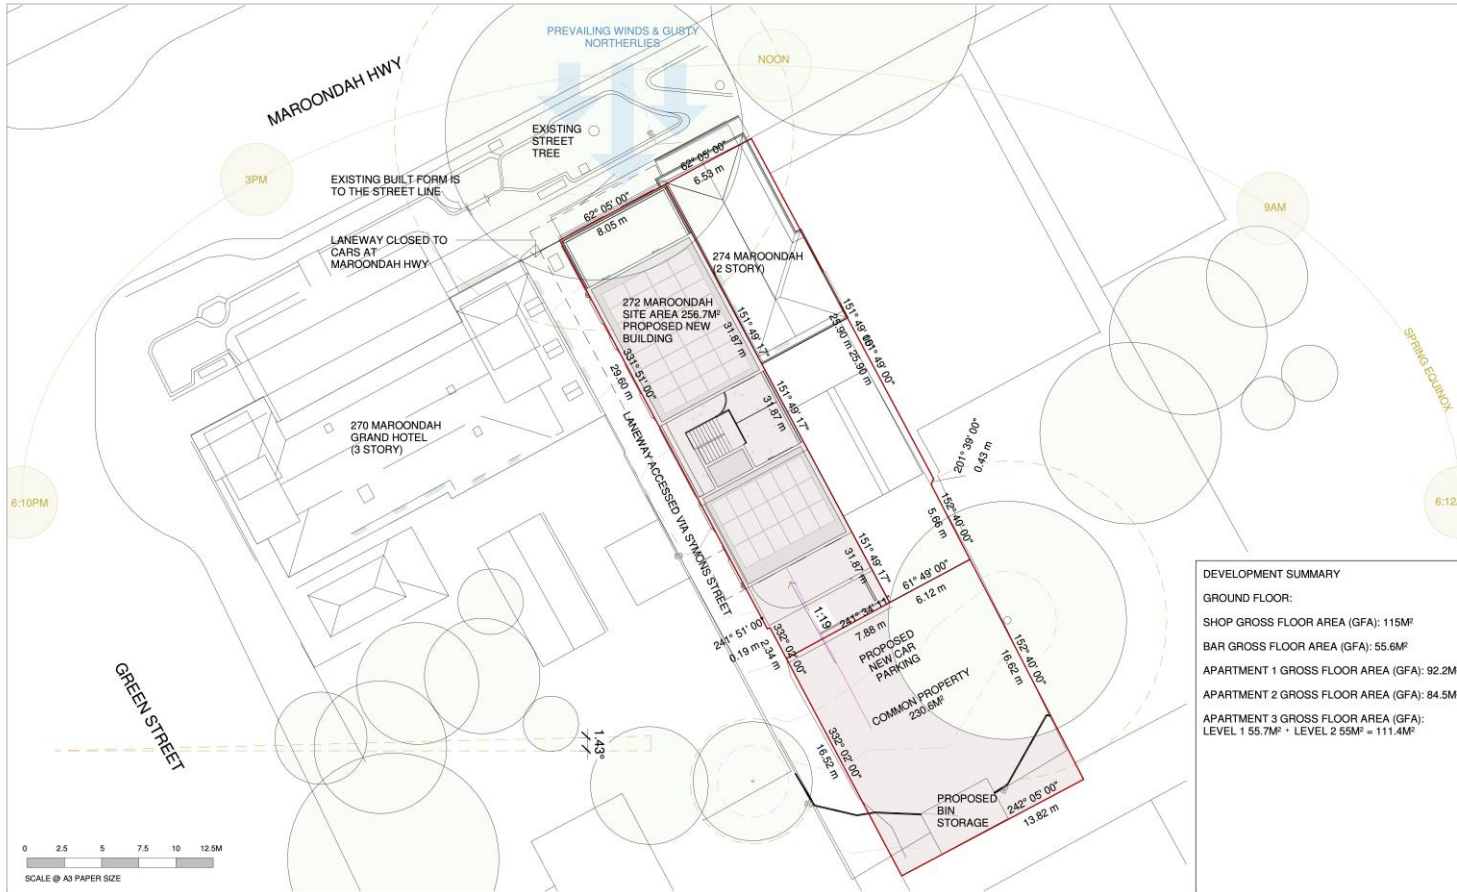 PREVAILING WINDS & GUSTY
NORTHERLIES
NOON
MAROONDAH HWY
EXISTING
STREET
TREE
3PM
EXISTING BUILT FORM IS
TO THE STREET LINE
62° 05' 00"
6.53 m
9AM
62° 05' 00"
8.05 m
LANEWAY CLOSED TO
CARS AT
MAROONDAH HWY
274 MAROONDAH
(2 STORY)
272 MAROONDAH
SITE AREA 256.7M²
PROPOSED NEW
BUILDING
151° 49' 17"
31.87 m
25.90 m
25.90 m
SPRING EQUINOX
331° 51' 00"
29.60 m
151° 49' 17"
31.87 m
270 MAROONDAH
GRAND HOTEL
(3 STORY)
LANEWAY ACCESSED VIA SYMONS STREET
201° 39' 00"
0.43 m
6:10PM
152° 40' 00"
5.66 m
151° 49' 17"
31.87 m
61° 49' 00"
6.12 m
1:19
241° 34' 11"
7.88 m
241° 51' 00"
0.19 m
332° 02' 00"
2.34 m
PROPOSED
NEW CAR
PARKING
152° 40' 00"
16.62 m
COMMON PROPERTY
230.6M²
GREEN STREET
1.43°
332° 02' 00"
16.52 m
PROPOSED
BIN
STORAGE
242° 05' 00"
13.82 m
DEVELOPMENT SUMMARY
GROUND FLOOR:
SHOP GROSS FLOOR AREA (GFA): 115M²
BAR GROSS FLOOR AREA (GFA): 55.6M²
APARTMENT 1 GROSS FLOOR AREA (GFA): 92.2M
APARTMENT 2 GROSS FLOOR AREA (GFA): 84.5M
APARTMENT 3 GROSS FLOOR AREA (GFA):
LEVEL 1 55.7M² + LEVEL 2 55M² = 111.4M²
0 2.5 5 7.5 10 12.5M
SCALE @ A3 PAPER SIZE